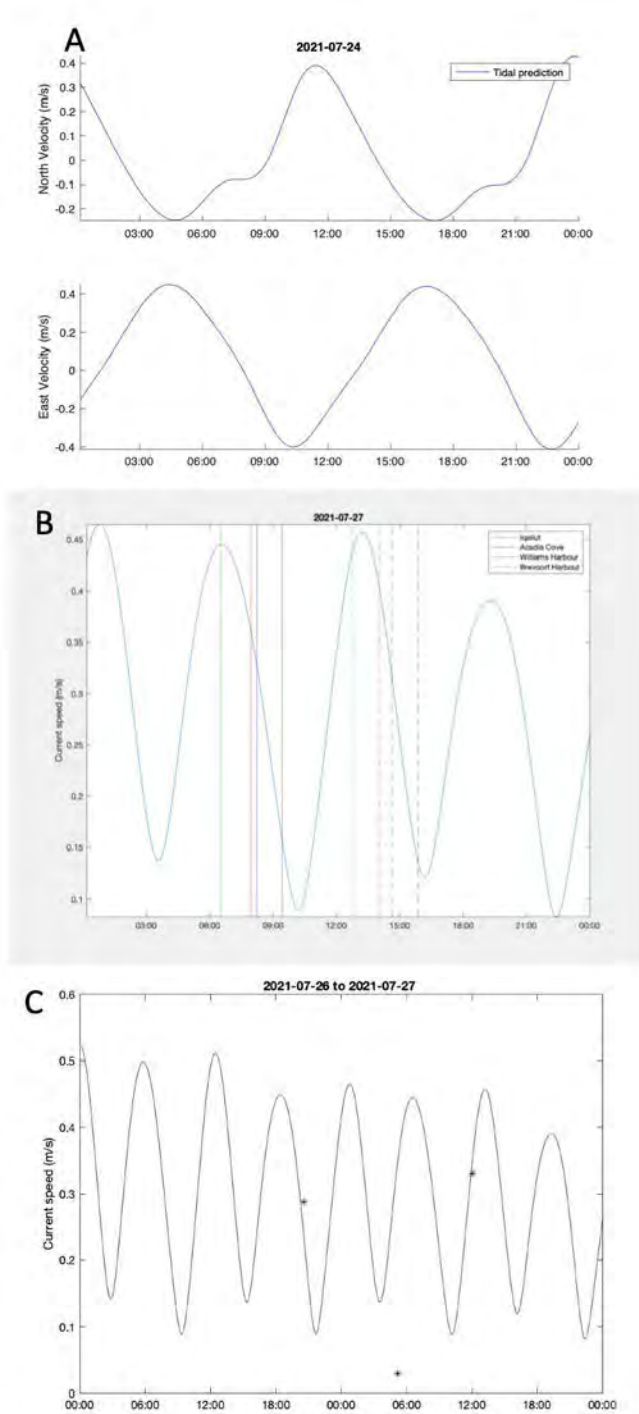 A
2021-07-24
Tidal prediction
North Velocity (m/s)
0.4
0.3
0.2
0.1
0
-0.1
-0.2
03:00 06:00 09:00 12:00 15:00 18:00 21:00 00:00
East Velocity (m/s)
0.4
0.2
0
-0.2
-0.4
03:00 06:00 09:00 12:00 15:00 18:00 21:00 00:00
B
2021-07-27
Acadia Cove
Williams Harbour
Brevoort Harbour
Current speed (m/s)
0.45
0.4
0.35
0.3
0.25
0.2
0.15
0.1
03:00 06:00 09:00 12:00 15:00 18:00 21:00 00:00
C
2021-07-26 to 2021-07-27
Current speed (m/s)
0.6
0.5
0.4
0.3
0.2
0.1
0
00:00 06:00 12:00 18:00 00:00 06:00 12:00 18:00 00:00